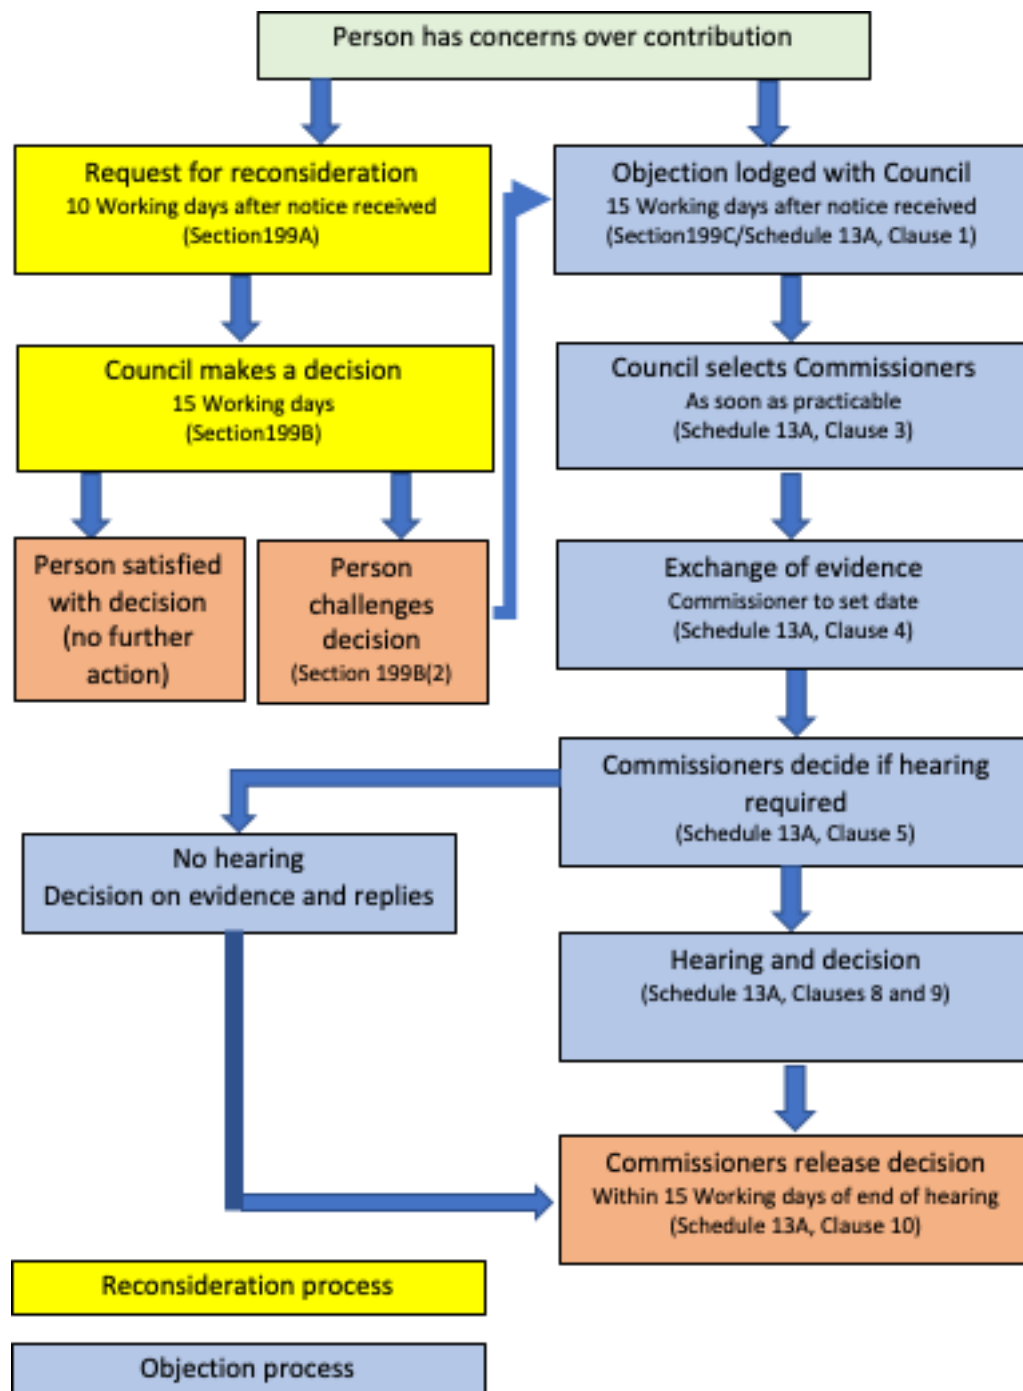 Person has concerns over contribution
Request for reconsideration
10 Working days after notice received
(Section199A)
Objection lodged with Council
15 Working days after notice received
(Section199C/Schedule 13A, Clause 1)
Council makes a decision
15 Working days
(Section199B)
Council selects Commissioners
As soon as practicable
(Schedule 13A, Clause 3)
Person satisfied
with decision
(no further
action)
Person
challenges
decision
(Section 199B(2)
Exchange of evidence
Commissioner to set date
(Schedule 13A, Clause 4)
Commissioners decide if hearing
required
(Schedule 13A, Clause 5)
No hearing
Decision on evidence and replies
Hearing and decision
(Schedule 13A, Clauses 8 and 9)
Commissioners release decision
Within 15 Working days of end of hearing
(Schedule 13A, Clause 10)
Reconsideration process
Objection process